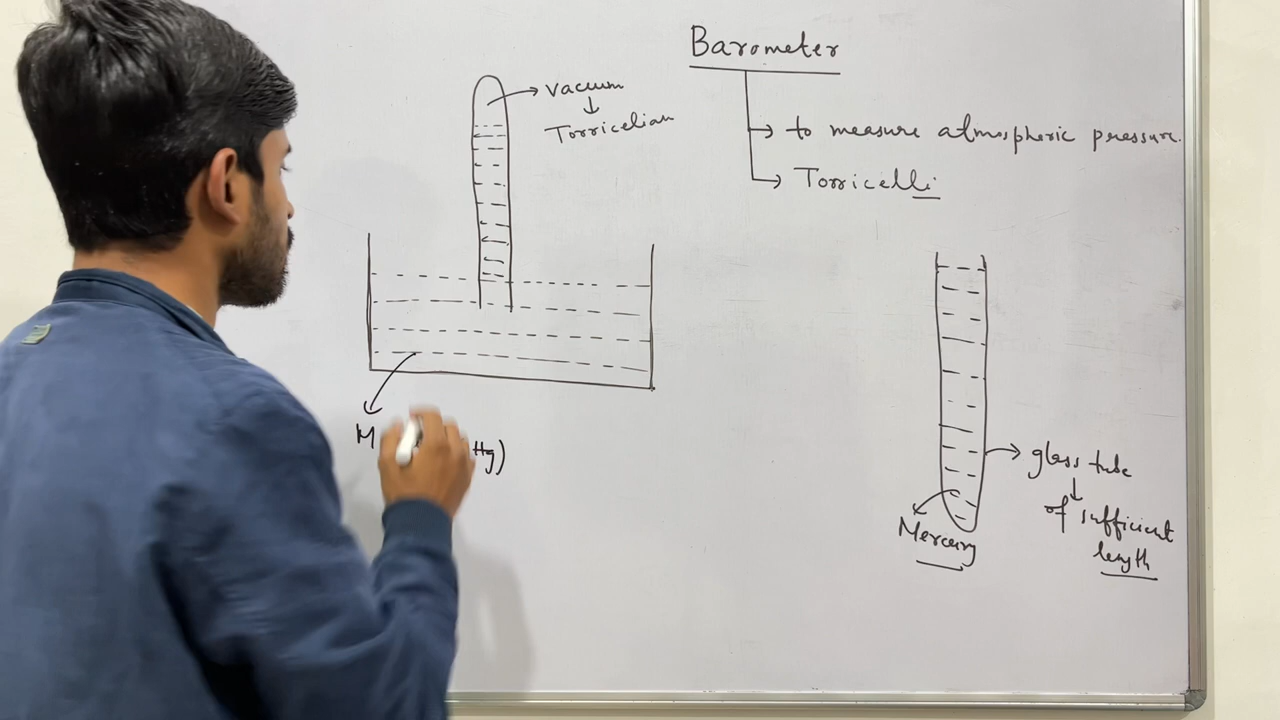 Barometer
to measure atmospheric pressure.
Torricelli
vacuum
Torricelian
glass tube
of sufficient
length
Mercury
Hg)